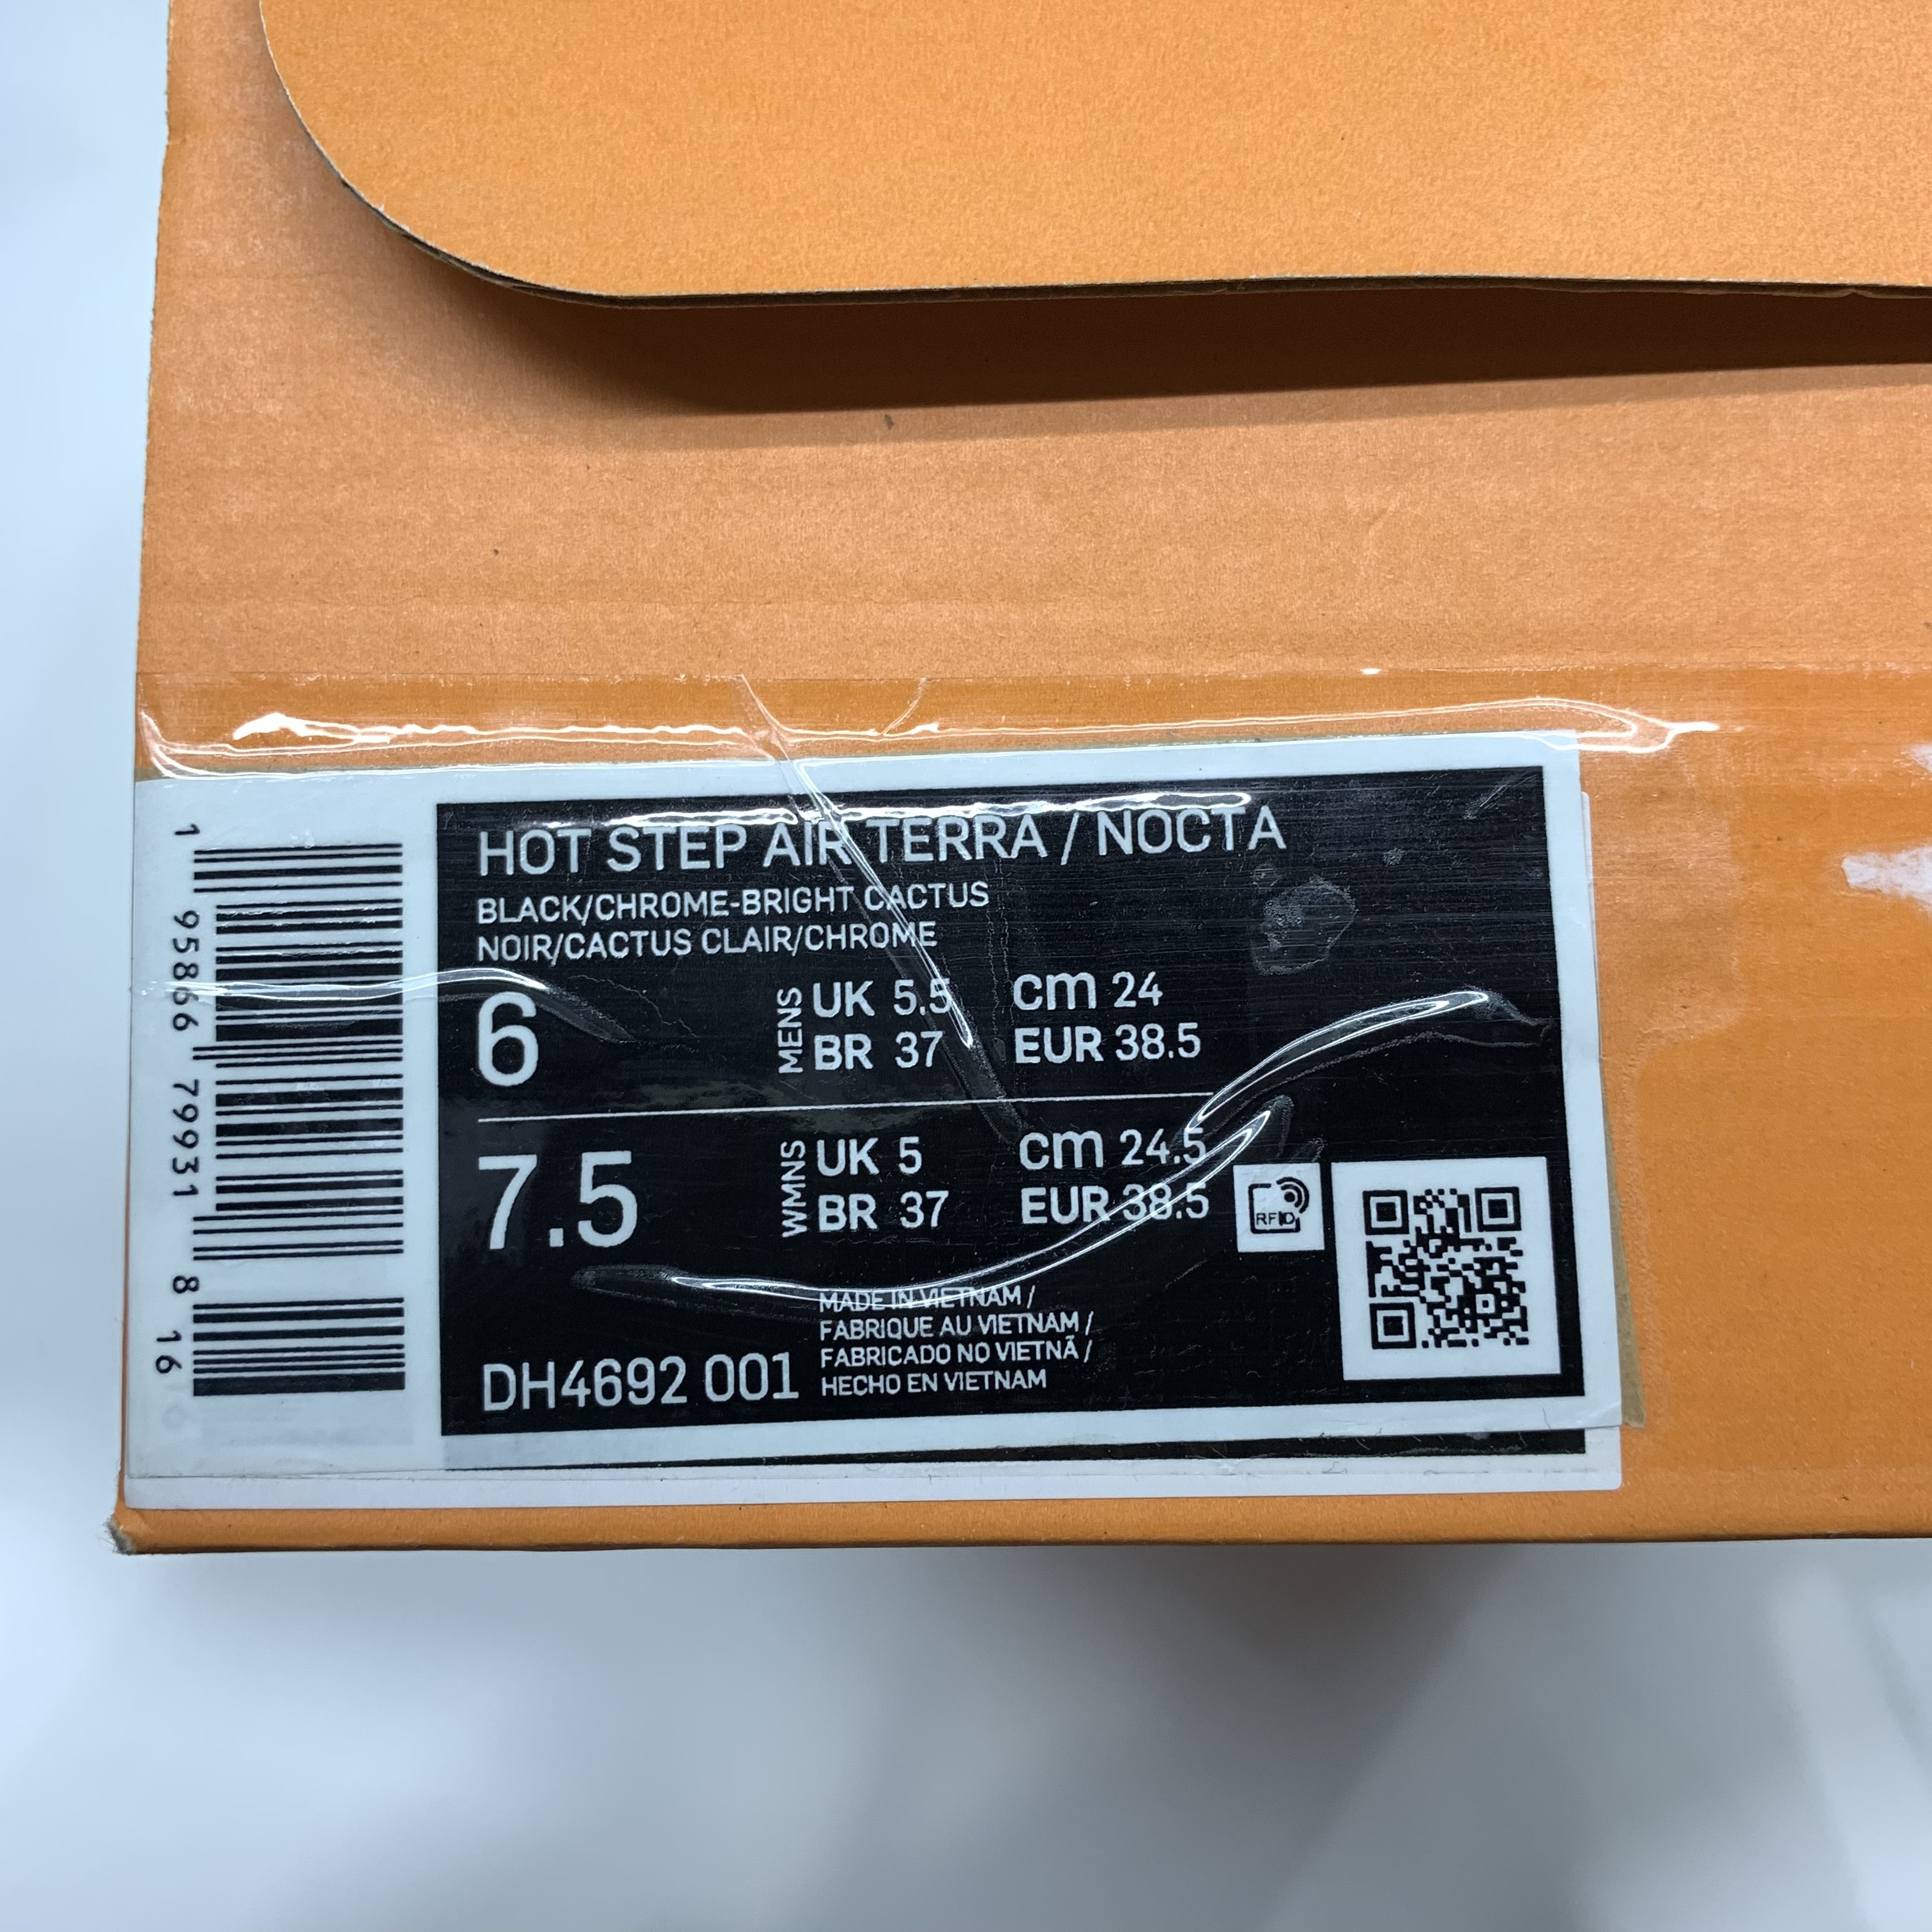 HOT STEP AIR TERRA / NOCTA
BLACK/CHROME-BRIGHT CACTUS
NOIR/CACTUS CLAIR/CHROME
6
MENS
UK 5.5 cm 24
BR 37 EUR 38.5
7.5
WMNS
UK 5 cm 24.5
BR 37 EUR 38.5
RFID
MADE IN VIETNAM /
FABRIQUE AU VIETNAM /
FABRICADO NO VIETNÃ /
HECHO EN VIETNAM
DH4692 001
1 95866 79931 8 16